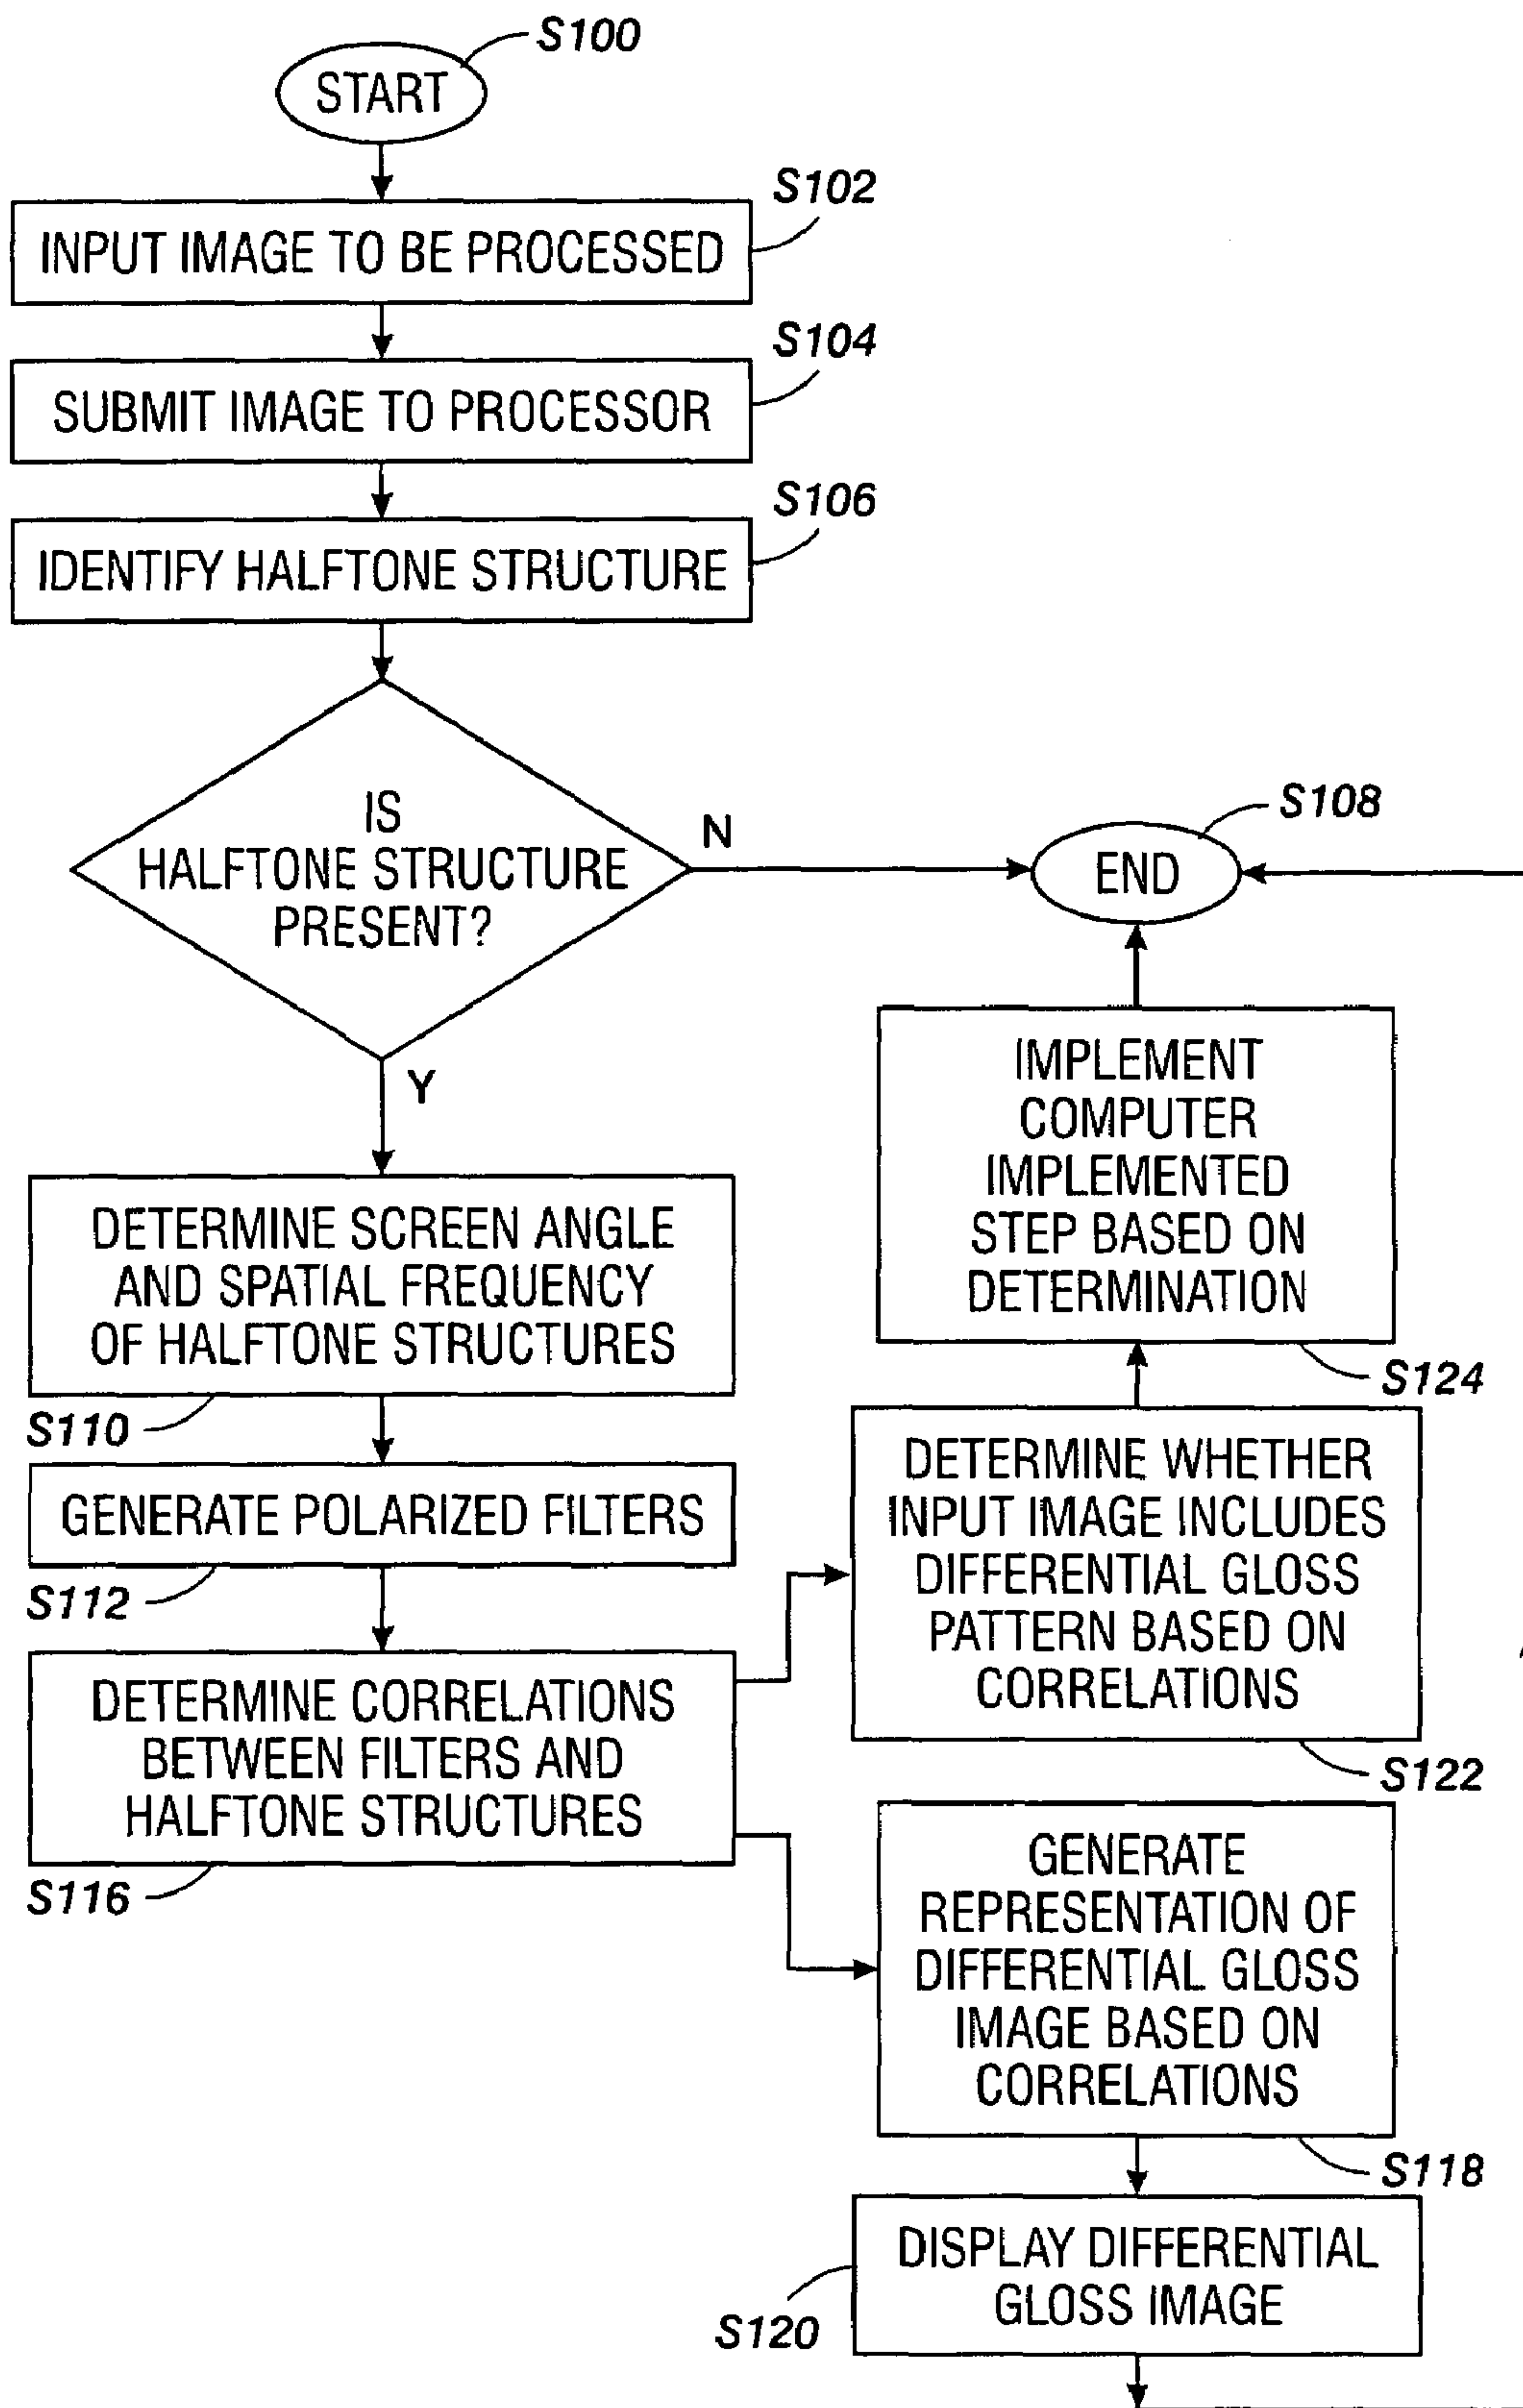 S100
START
S102
INPUT IMAGE TO BE PROCESSED
S104
SUBMIT IMAGE TO PROCESSOR
S106
IDENTIFY HALFTONE STRUCTURE
IS
HALFTONE STRUCTURE
PRESENT?
N
S108
END
Y
DETERMINE SCREEN ANGLE
AND SPATIAL FREQUENCY
OF HALFTONE STRUCTURES
S110
GENERATE POLARIZED FILTERS
S112
DETERMINE CORRELATIONS
BETWEEN FILTERS AND
HALFTONE STRUCTURES
S116
IMPLEMENT
COMPUTER
IMPLEMENTED
STEP BASED ON
DETERMINATION
S124
DETERMINE WHETHER
INPUT IMAGE INCLUDES
DIFFERENTIAL GLOSS
PATTERN BASED ON
CORRELATIONS
S122
GENERATE
REPRESENTATION OF
DIFFERENTIAL GLOSS
IMAGE BASED ON
CORRELATIONS
S118
DISPLAY DIFFERENTIAL
GLOSS IMAGE
S120